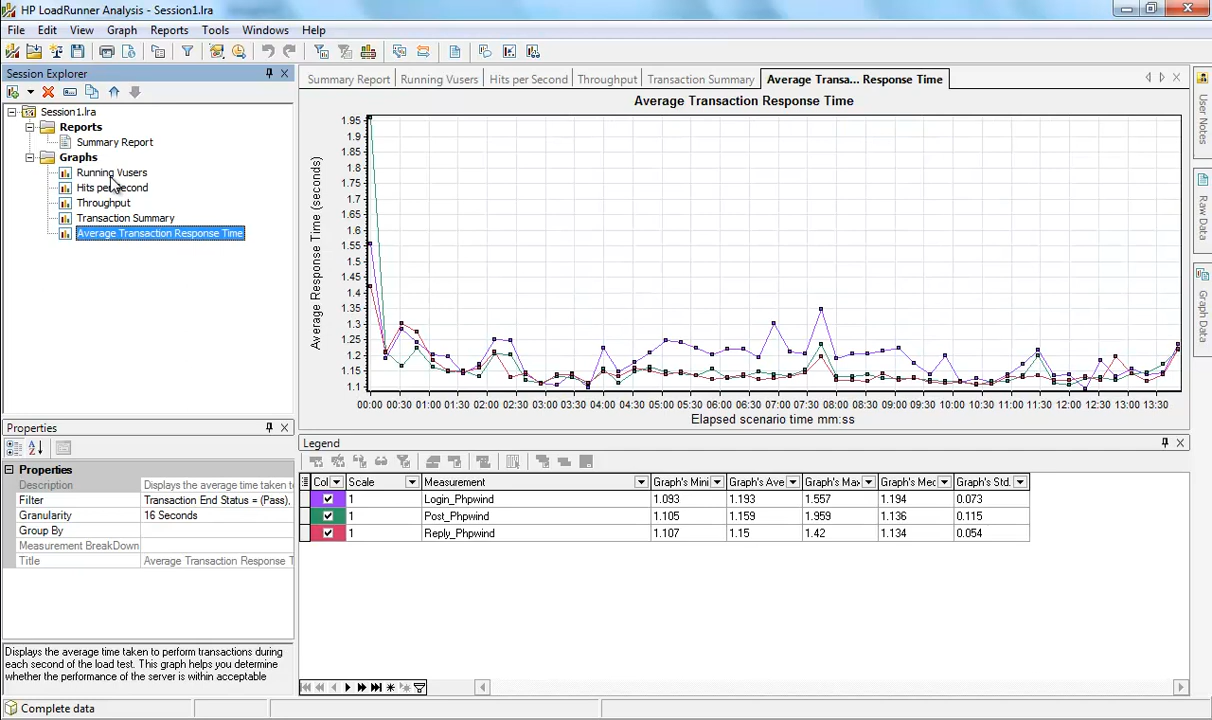 HP LoadRunner Analysis - Session1.lra
File Edit View Graph Reports Tools Windows Help
Session Explorer
Session1.lra
Reports
Summary Report
Graphs
Running Vusers
Hits per Second
Throughput
Transaction Summary
Average Transaction Response Time
Summary Report Running Vusers Hits per Second Throughput Transaction Summary Average Transa... Response Time
Average Transaction Response Time
Average Response Time (seconds)
1.95
1.9
1.85
1.8
1.75
1.7
1.65
1.6
1.55
1.5
1.45
1.4
1.35
1.3
1.25
1.2
1.15
1.1
00:00 00:30 01:00 01:30 02:00 02:30 03:00 03:30 04:00 04:30 05:00 05:30 06:00 06:30 07:00 07:30 08:00 08:30 09:00 09:30 10:00 10:30 11:00 11:30 12:00 12:30 13:00 13:30
Elapsed scenario time mm:ss
User Notes
Raw Data
Graph Data
Properties
Properties
Description Displays the average time taken t
Filter Transaction End Status = (Pass),
Granularity 16 Seconds
Group By
Measurement BreakDown
Title Average Transaction Response T
Displays the average time taken to perform transactions during
each second of the load test. This graph helps you determine
whether the performance of the server is within acceptable
Legend
Col Scale Measurement Graph's Mini Graph's Ave Graph's Max Graph's Med Graph's Std.
1 Login_Phpwind 1.093 1.193 1.557 1.194 0.073
1 Post_Phpwind 1.105 1.159 1.959 1.136 0.115
1 Reply_Phpwind 1.107 1.15 1.42 1.134 0.054
Complete data